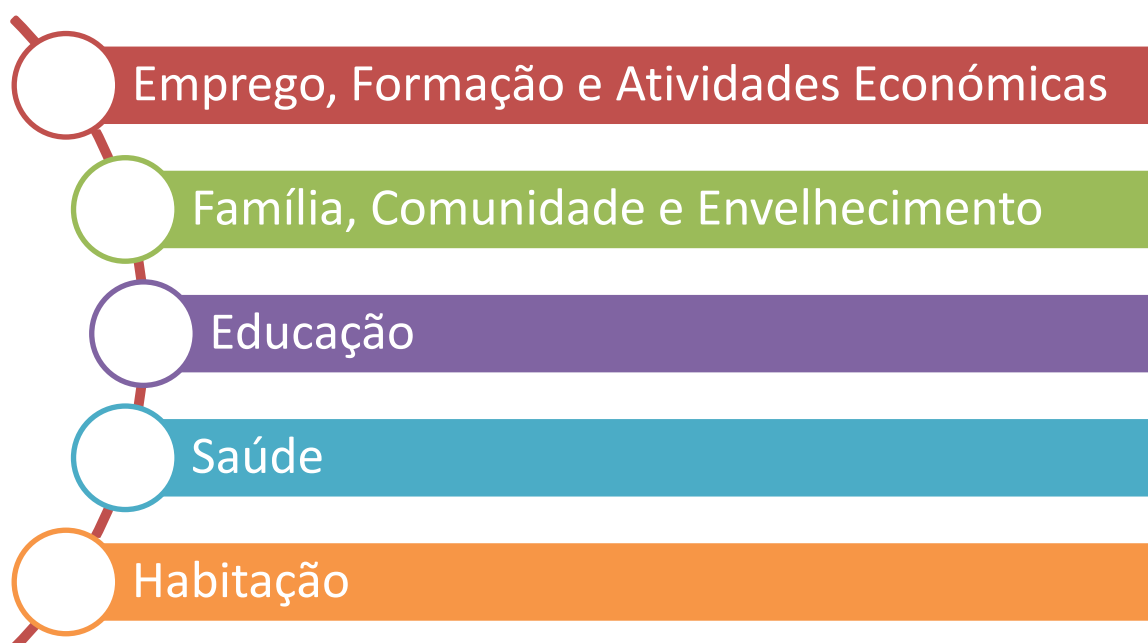 Emprego, Formação e Atividades Económicas
Família, Comunidade e Envelhecimento
Educação
Saúde
Habitação